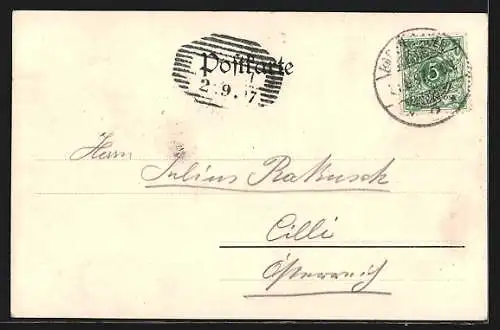 Postkarte
2.9.97
5
Herrn
Julius Rakusch
Cilli
Österreich